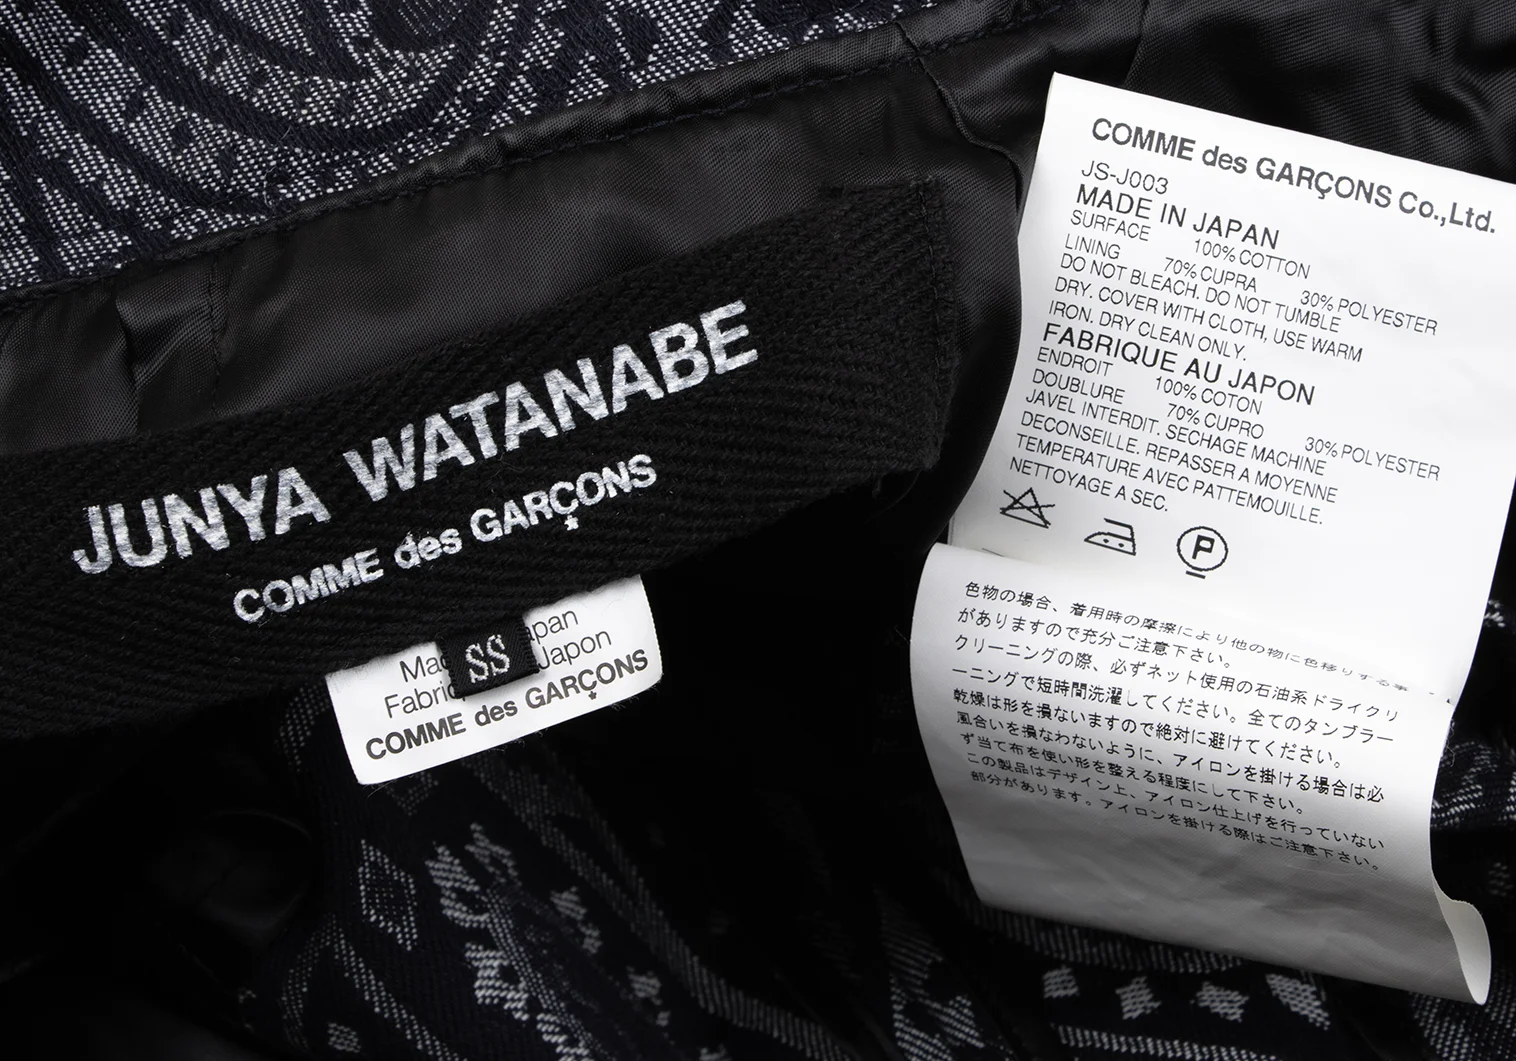 JUNYA WATANABE
COMME des GARÇONS
SS
Mad apan
Fabric Japon
COMME des GARÇONS
COMME des GARÇONS Co.,Ltd.
JS-J003
MADE IN JAPAN
SURFACE 100% COTTON
LINING 70% CUPRA 30% POLYESTER
DO NOT BLEACH. DO NOT TUMBLE
DRY. COVER WITH CLOTH, USE WARM
IRON. DRY CLEAN ONLY.
FABRIQUE AU JAPON
ENDROIT 100% COTON
DOUBLURE 70% CUPRO 30% POLYESTER
JAVEL INTERDIT. SECHAGE MACHINE
DECONSEILLE. REPASSER A MOYENNE
TEMPERATURE AVEC PATTEMOUILLE.
NETTOYAGE A SEC.
P
色物の場合、着用時の摩擦により他の物に色移りする事
がありますので充分ご注意下さい。
クリーニングの際、必ずネット使用の石油系ドライクリ
ーニングで短時間洗濯してください。全てのタンブラー
乾燥は形を損ないますので絶対に避けてください。
風合いを損なわないように、アイロンを掛ける場合は必
ず当て布を使い形を整える程度にして下さい。
この製品はデザイン上、アイロン仕上げを行っていない
部分があります。アイロンを掛ける際はご注意下さい。